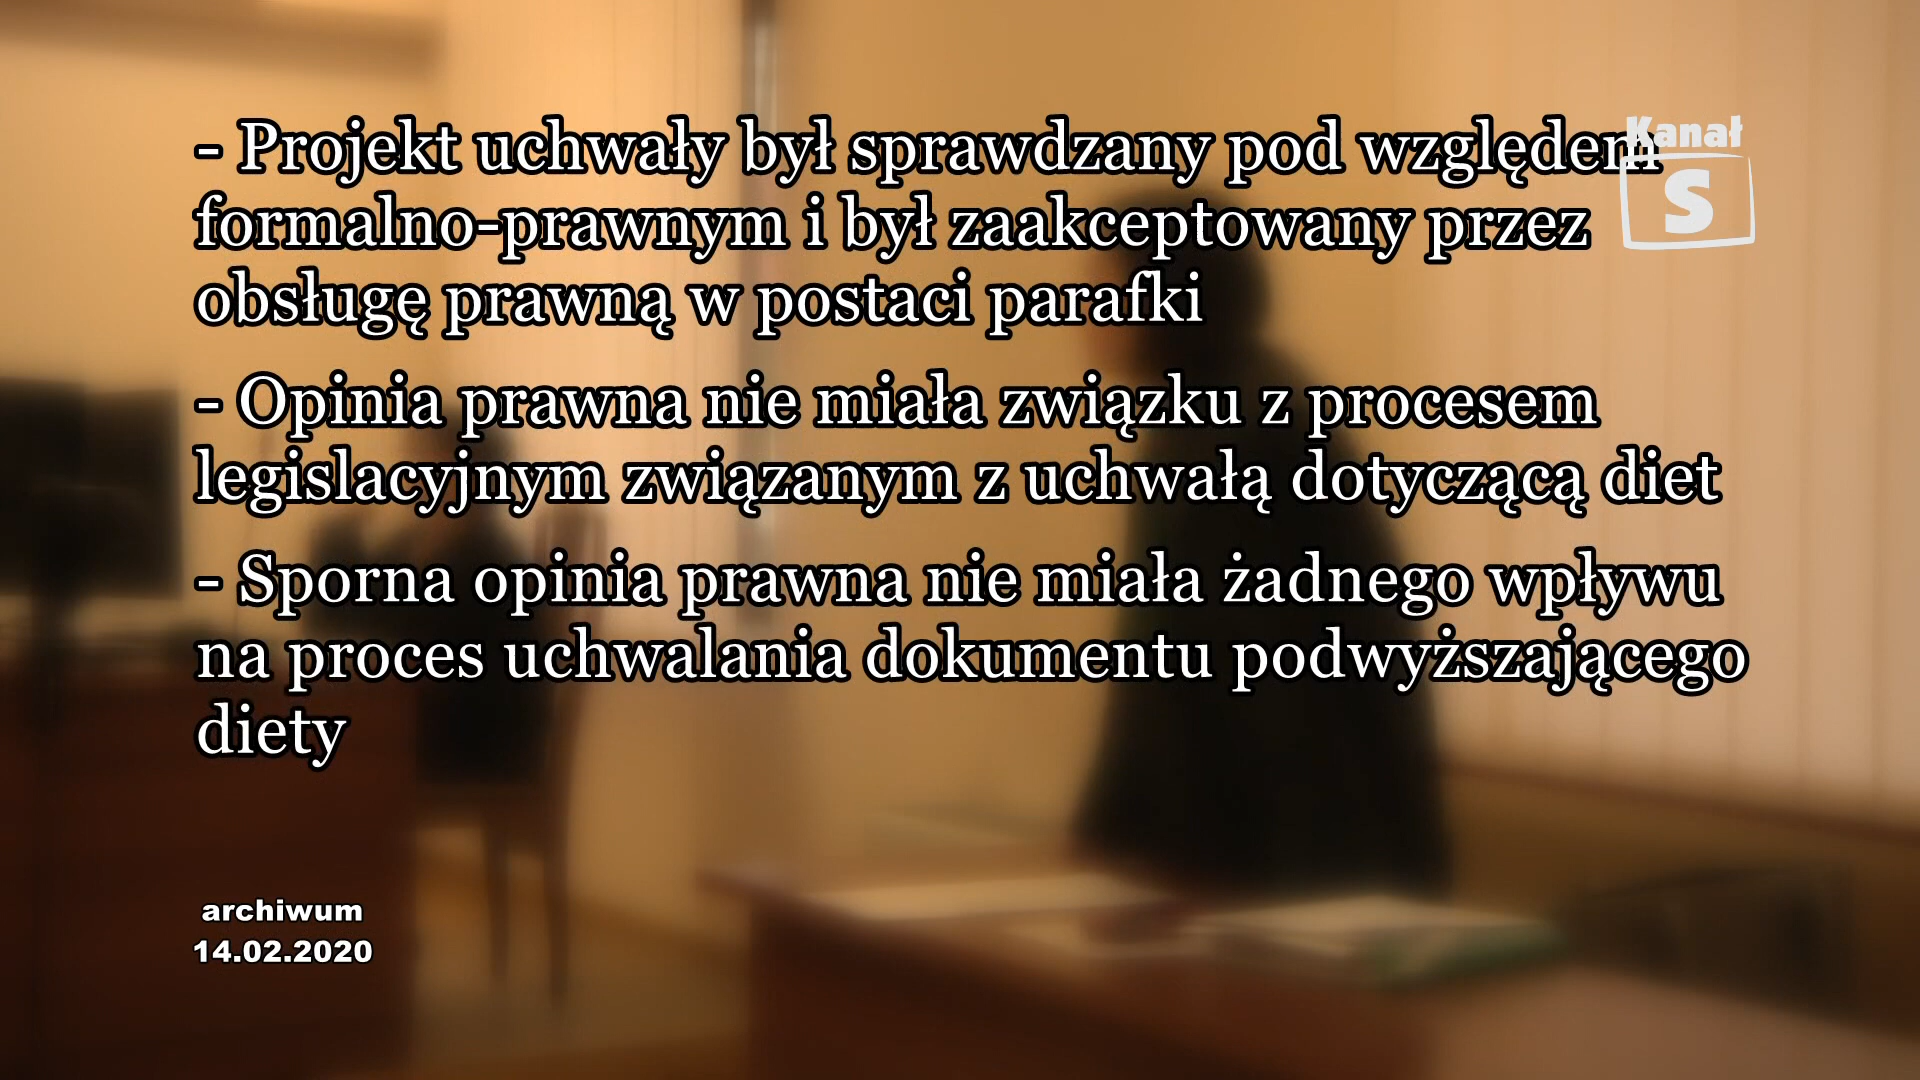 - Projekt uchwały był sprawdzany pod względem
Kanał
S
formalno-prawnym i był zaakceptowany przez
obsługę prawną w postaci parafki
- Opinia prawna nie miała związku z procesem
legislacyjnym związanym z uchwałą dotyczącą diet
- Sporna opinia prawna nie miała żadnego wpływu
na proces uchwalania dokumentu podwyższającego
diety
archiwum
14.02.2020